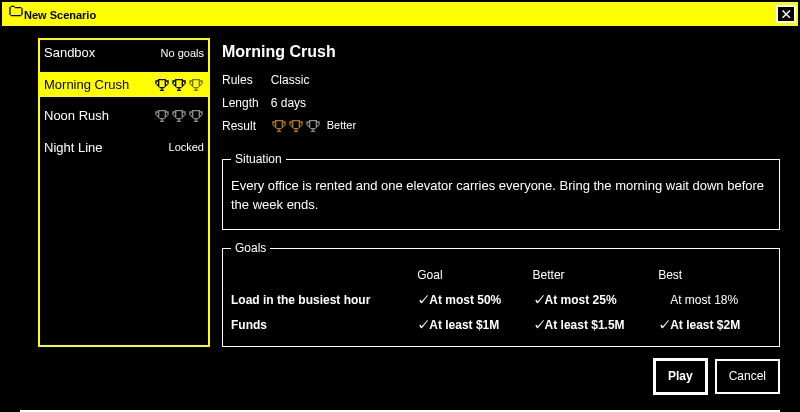 New Scenario
Sandbox No goals
Morning Crush
Noon Rush
Night Line Locked
Morning Crush
Rules Classic
Length 6 days
Result Better
Situation
Every office is rented and one elevator carries everyone. Bring the morning wait down before
the week ends.
Goals
Goal Better Best
Load in the busiest hour ✓At most 50% ✓At most 25% At most 18%
Funds ✓At least $1M ✓At least $1.5M ✓At least $2M
Play Cancel